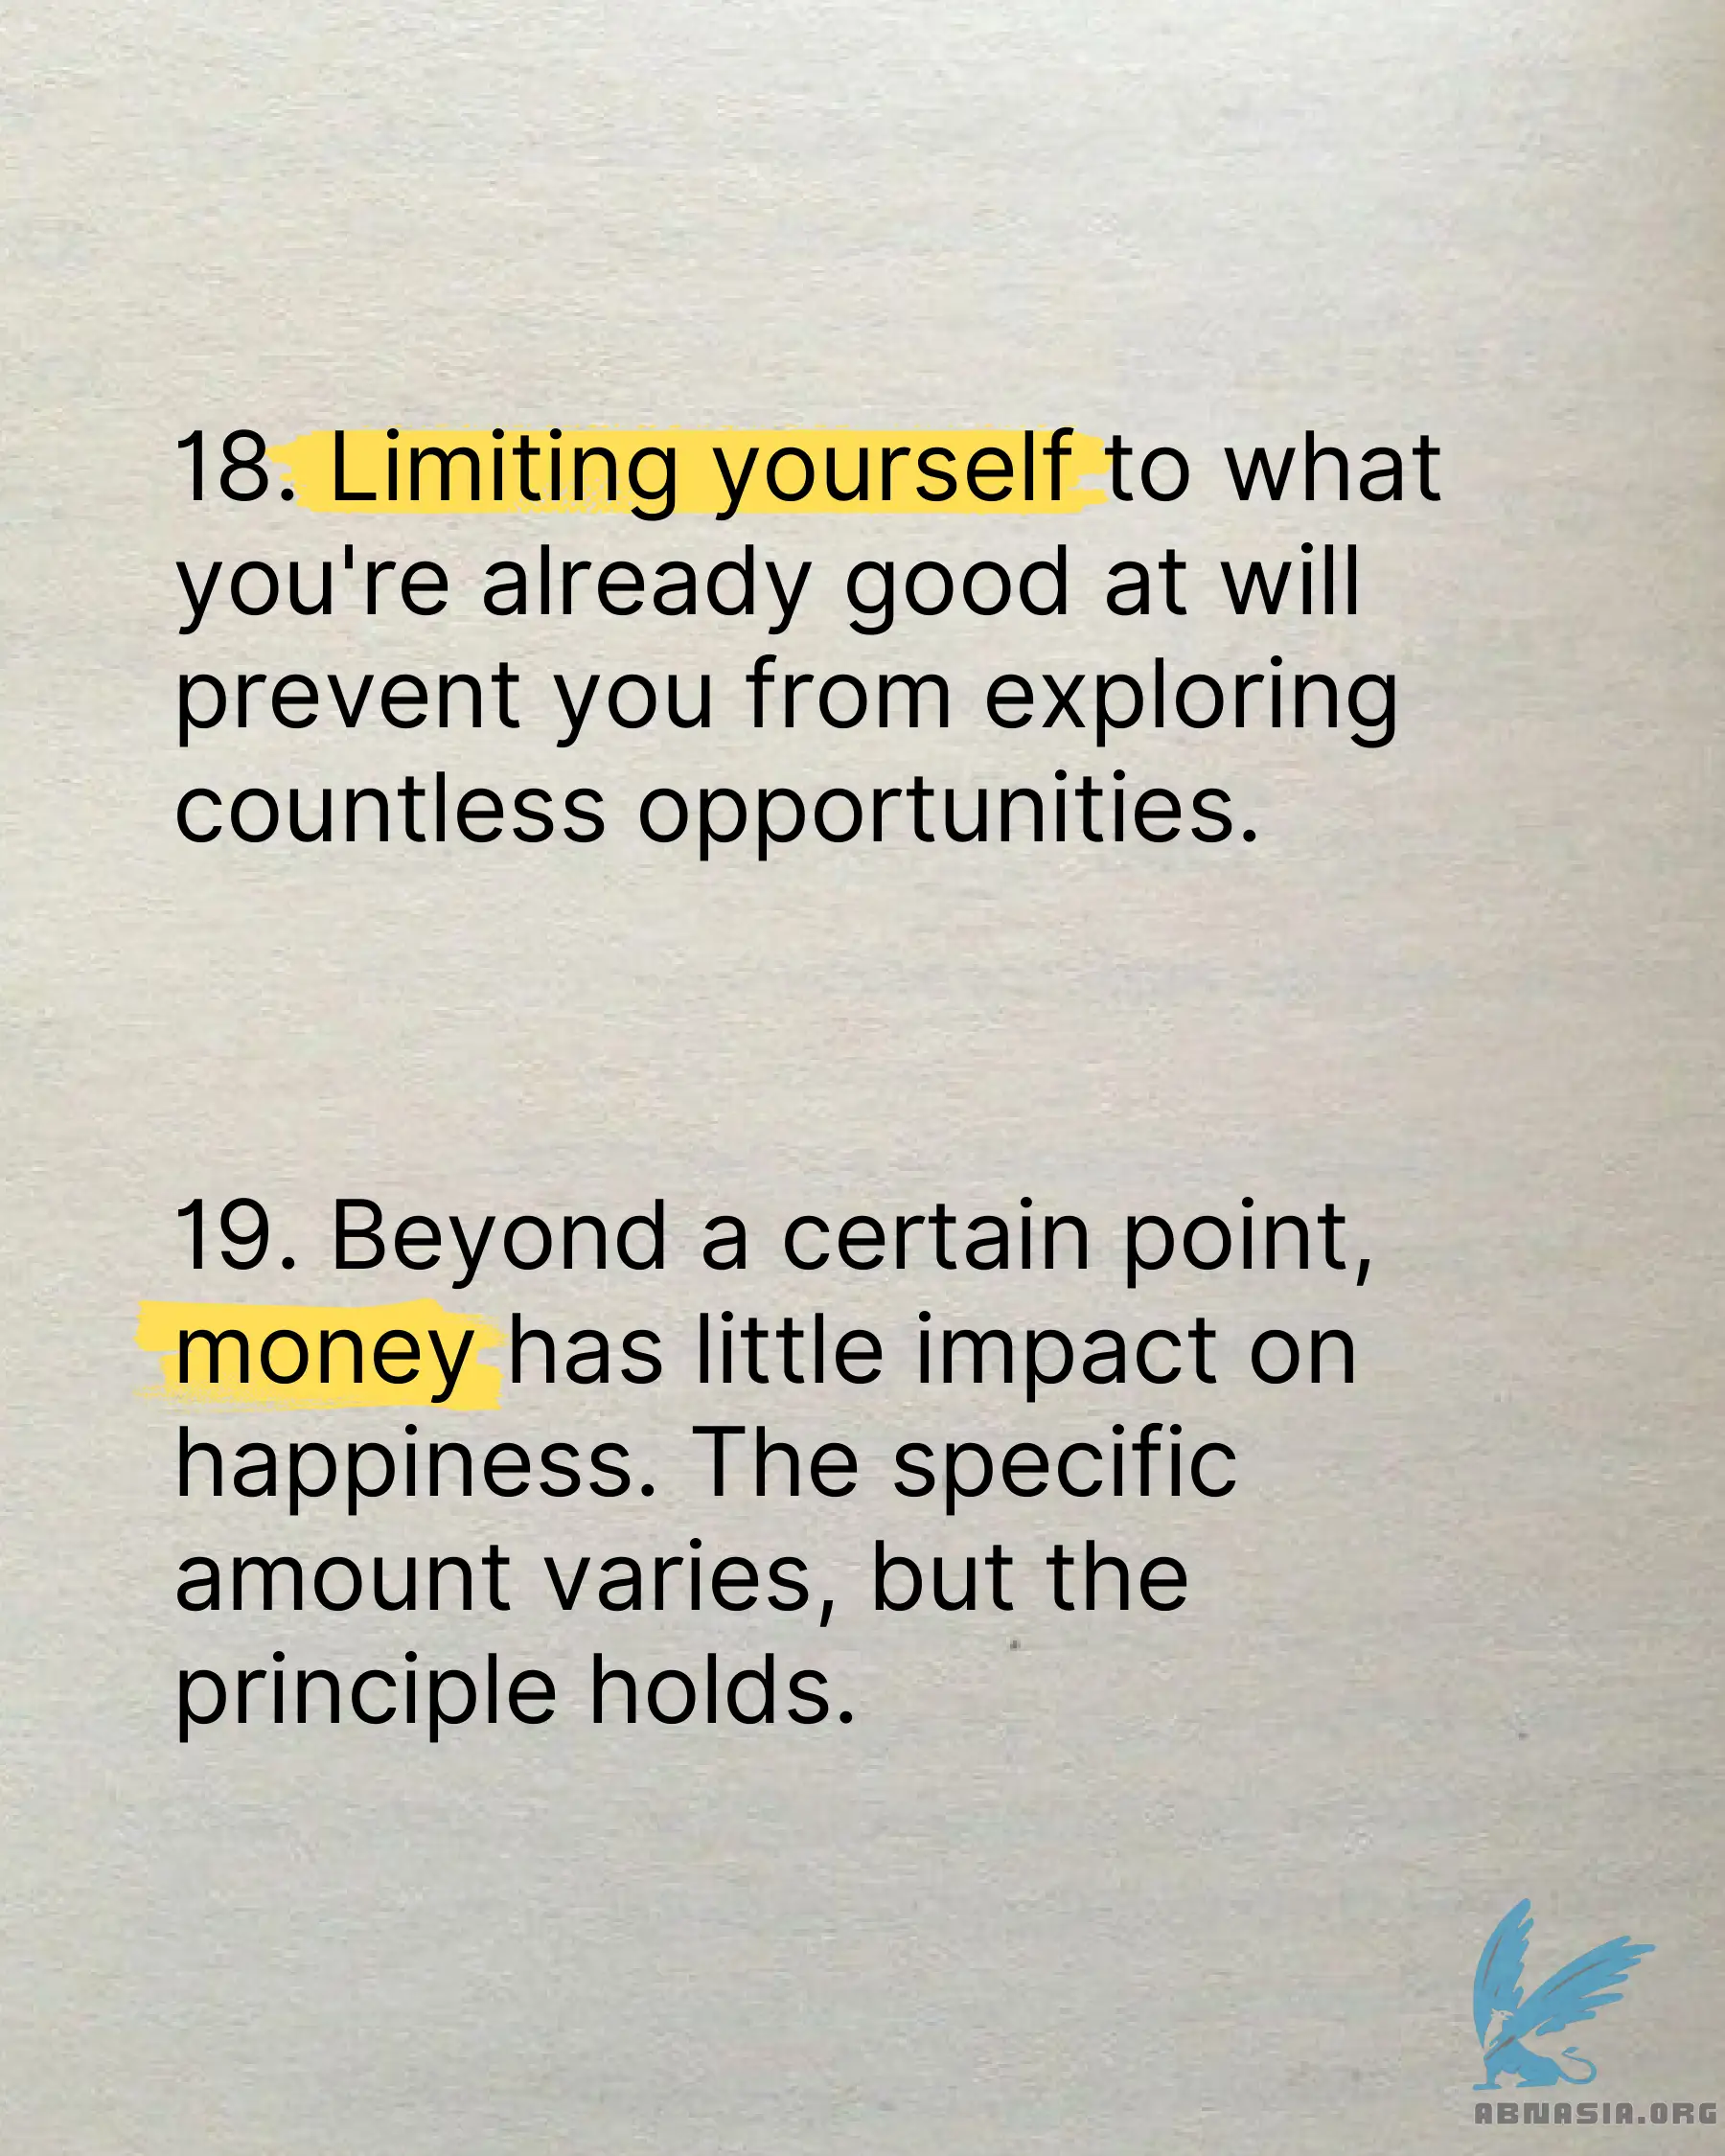 18. Limiting yourself to what
you're already good at will
prevent you from exploring
countless opportunities.
19. Beyond a certain point,
money has little impact on
happiness. The specific
amount varies, but the
principle holds.
ABNASIA.ORG